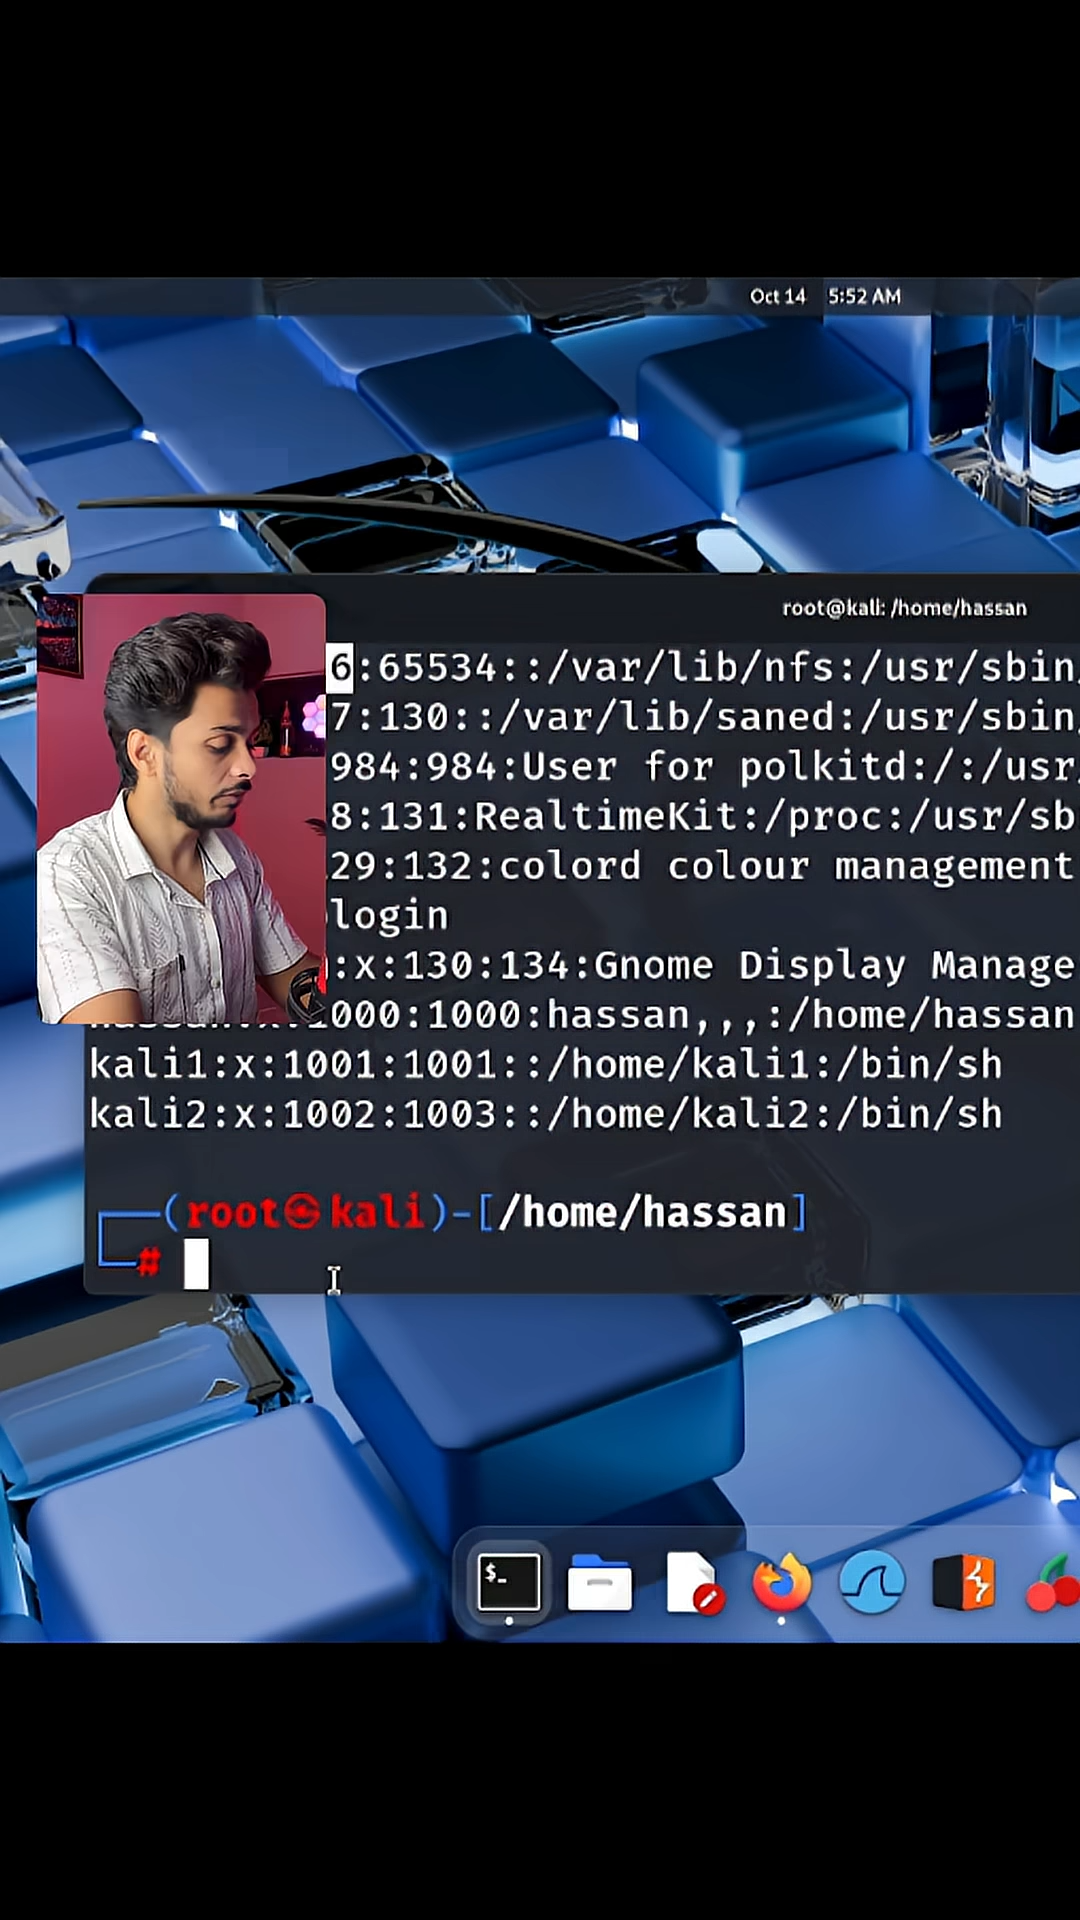 Oct 14 5:52 AM
root@kali: /home/hassan
6:65534::/var/lib/nfs:/usr/sbin
7:130::/var/lib/saned:/usr/sbin
984:984:User for polkitd:/:/usr
8:131:RealtimeKit:/proc:/usr/sb
29:132:colord colour management
login
:x:130:134:Gnome Display Manage
1000:1000:hassan,,,:/home/hassan
kali1:x:1001:1001::/home/kali1:/bin/sh
kali2:x:1002:1003::/home/kali2:/bin/sh
(root㉿kali)-[/home/hassan]
#
$_